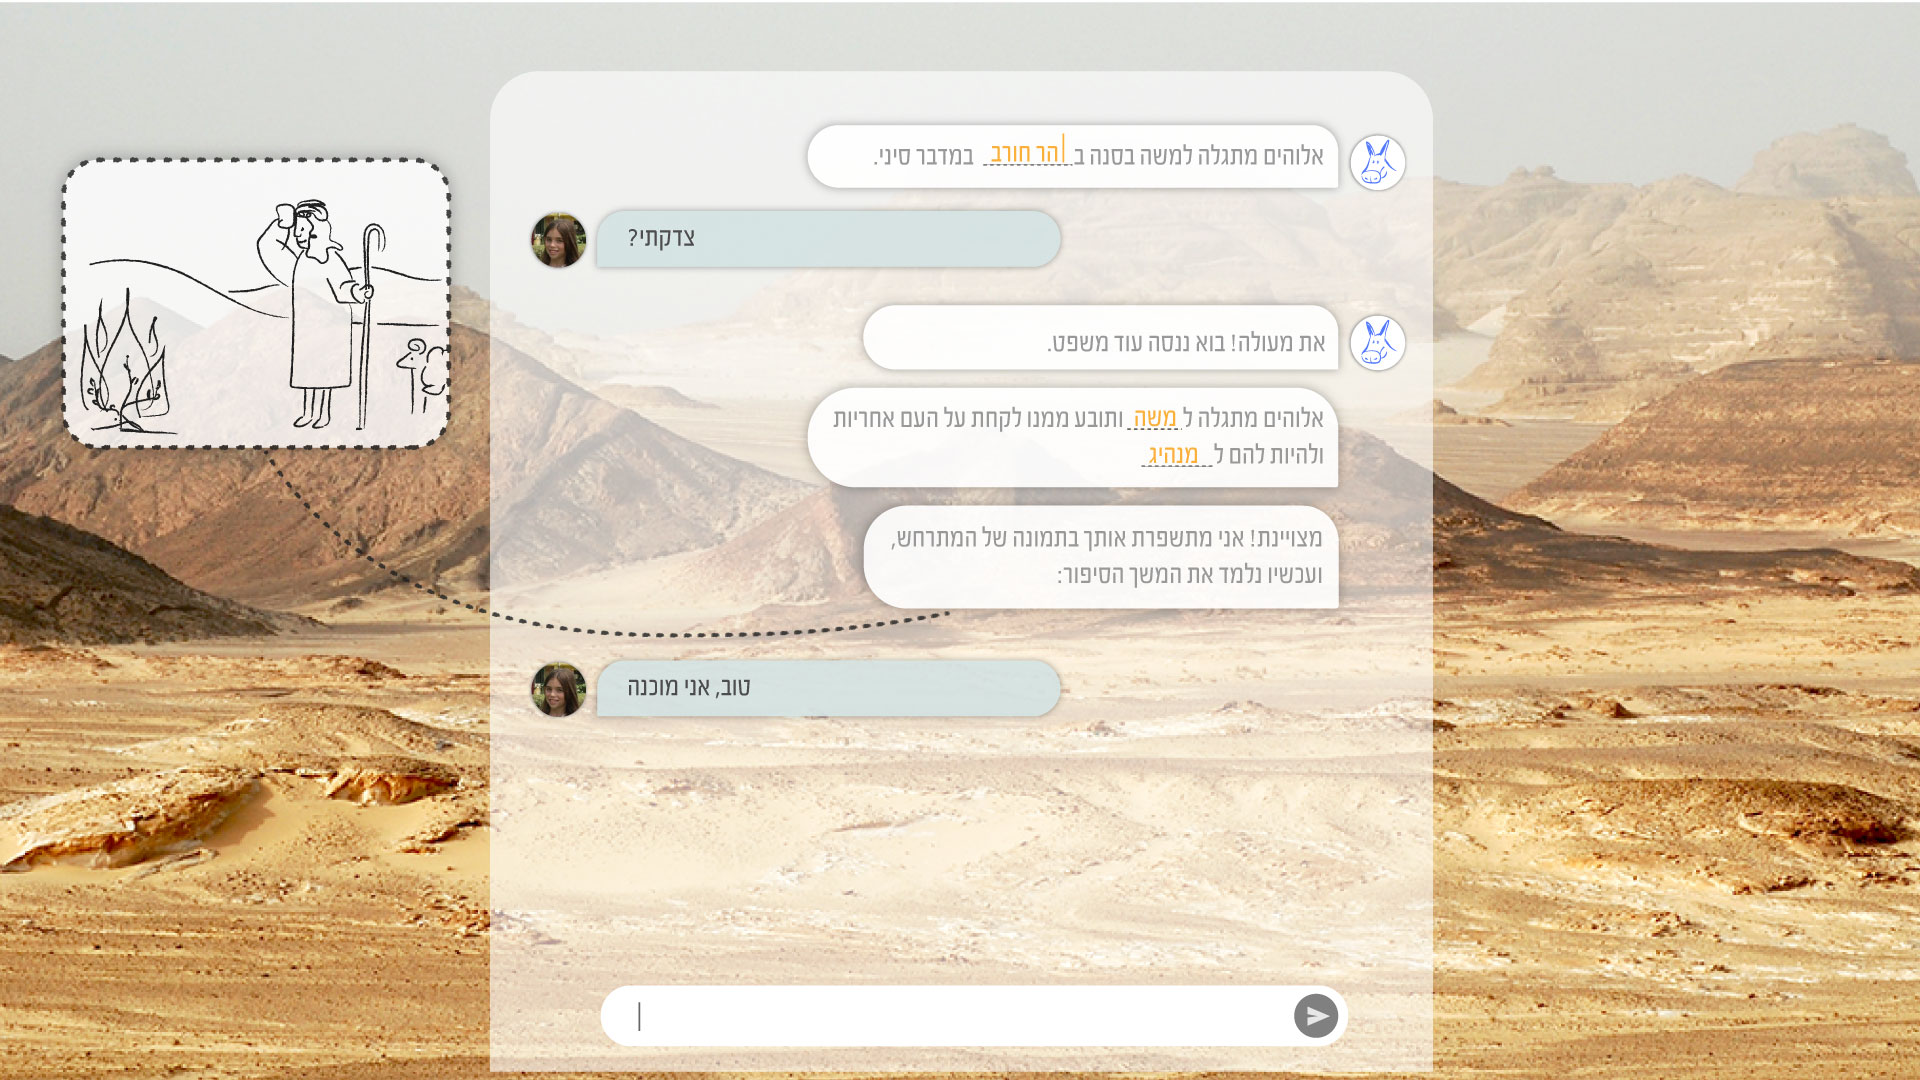 אלוהים מתגלה למשה בסנה ב הר חורב במדבר סיני.
צדקתי?
את מעולה! בוא ננסה עוד משפט.
אלוהים מתגלה ל משה ותובע ממנו לקחת על העם אחריות
ולהיות להם ל מנהיג
מצויינת! אני מתשפרת אותך בתמונה של המתרחש,
ועכשיו נלמד את המשך הסיפור:
טוב, אני מוכנה